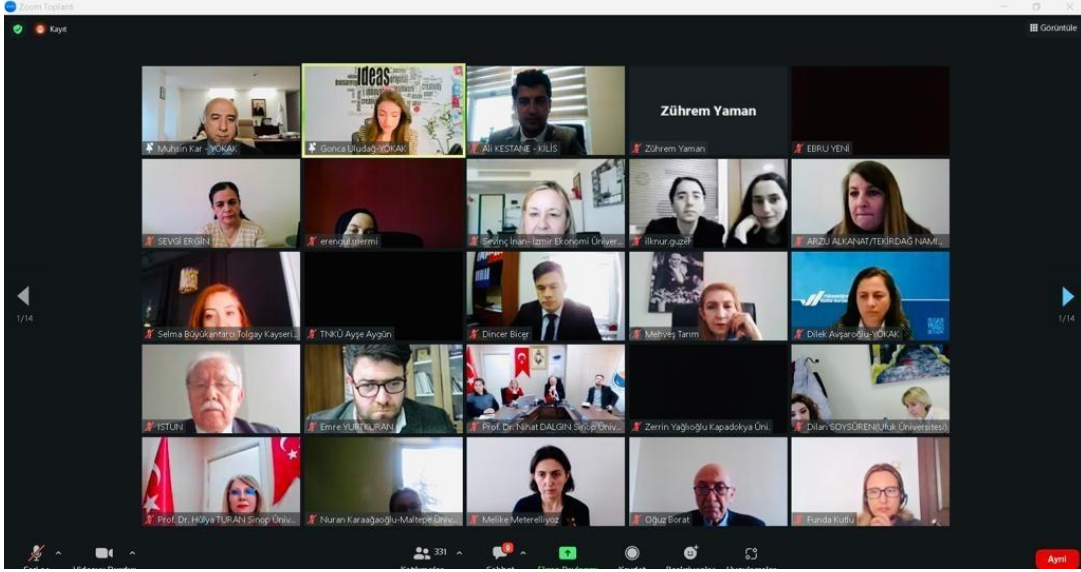 Zoom Toplantı
Kayıt
Görüntüle
ideas
Muhsin Kar - YÖKAK
Gonca Uludağ-YÖKAK
Ali KESTANE - KİLİS
Zührem Yaman
Zührem Yaman
EBRU YENİ
SEVGİ ERGİN
erengul.mermi
Sevinç İnan- İzmir Ekonomi Üniver...
ilknur.guzel
ARZU ALKANAT/TEKİRDAĞ NAMI...
1/14
1/14
Selma Büyükkantarcı Tolgay Kayseri...
TNKÜ Ayşe Aygün
Dincer Biçer
Mehveş Tarım
Dilek Avşaroğlu-YÖKAK
ISTUN
Emre YURTKURAN
Prof. Dr. Nihat DALGIN Sinop Üniv...
Zerrin Yağlıoğlu Kapadokya Üni.
Dilan SOYSÜREN(Ufuk Üniversitesi)
Prof. Dr. Hülya TURAN Sinop Üniv...
Nuran Karaağaoğlu-Maltepe Üniv...
Melike Meterelliyoz
Oğuz Borat
Funda Kutlu
331
Ayrıl